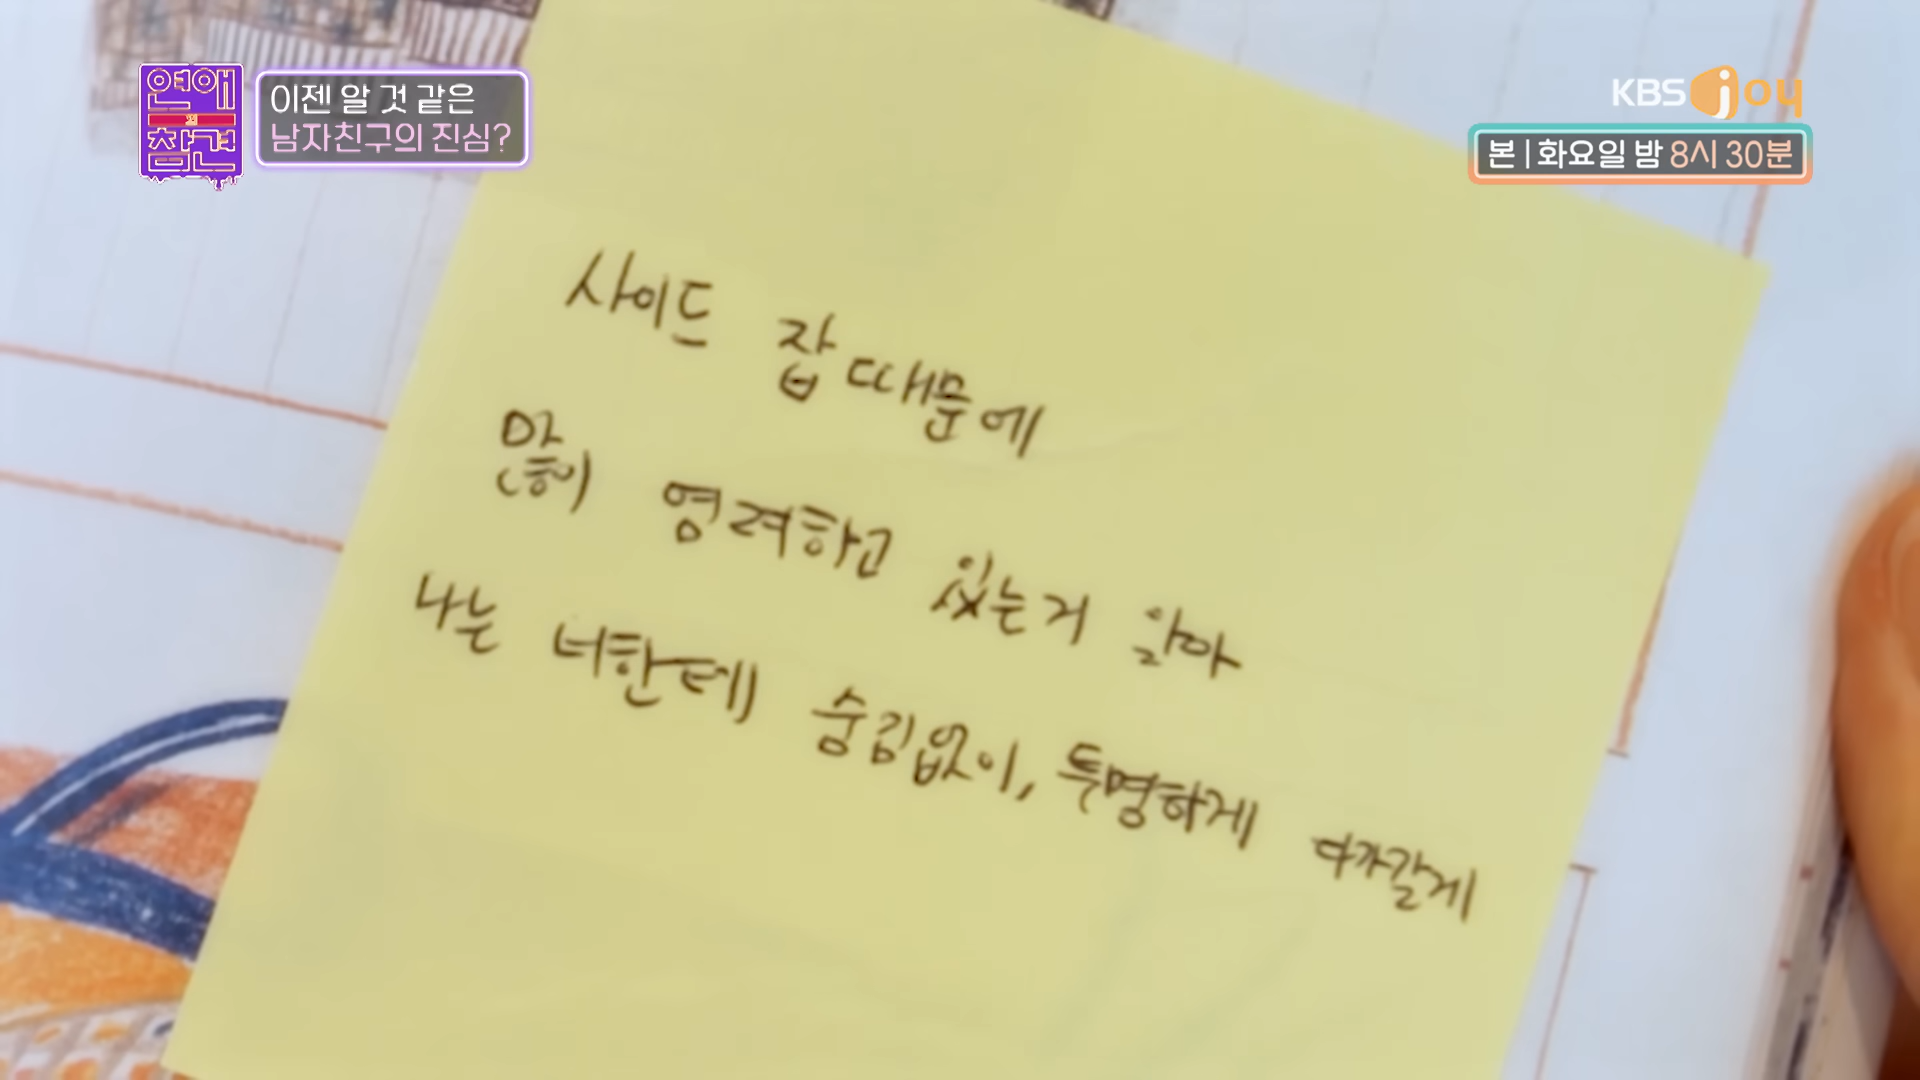 연애의 참견
이젠 알 것 같은
남자친구의 진심?
KBS joy
본 | 화요일 밤 8시 30분
사이드 잡 때문에
많이 염려하고 있는거 알아
나는 너한테 숨김없이, 투명하게 다가갈게